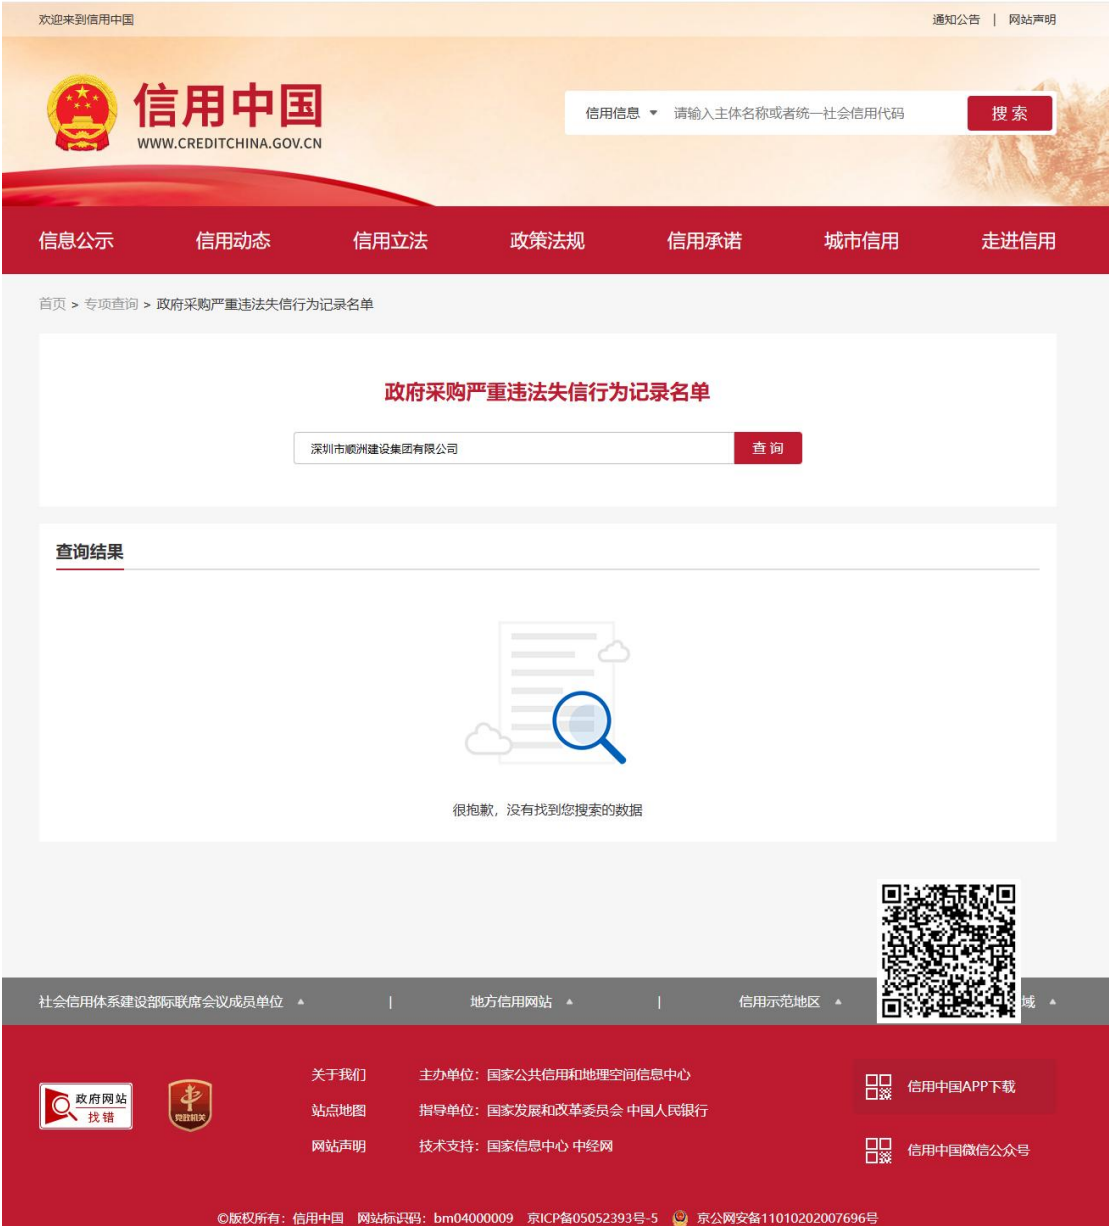 欢迎来到信用中国
通知公告 | 网站声明
信用中国
WWW.CREDITCHINA.GOV.CN
信用信息 请输入主体名称或者统一社会信用代码 搜索
信息公示 信用动态 信用立法 政策法规 信用承诺 城市信用 走进信用
首页 > 专项查询 > 政府采购严重违法失信行为记录名单
政府采购严重违法失信行为记录名单
深圳市顺洲建设集团有限公司 查询
查询结果
很抱歉，没有找到您搜索的数据
社会信用体系建设部际联席会议成员单位 | 地方信用网站 | 信用示范地区 域
政府网站
找错
党政机关
关于我们 主办单位：国家公共信用和地理空间信息中心
站点地图 指导单位：国家发展和改革委员会 中国人民银行
网站声明 技术支持：国家信息中心 中经网
信用中国APP下载
信用中国微信公众号
©版权所有：信用中国 网站标识码：bm04000009 京ICP备05052393号-5 京公网安备11010202007696号